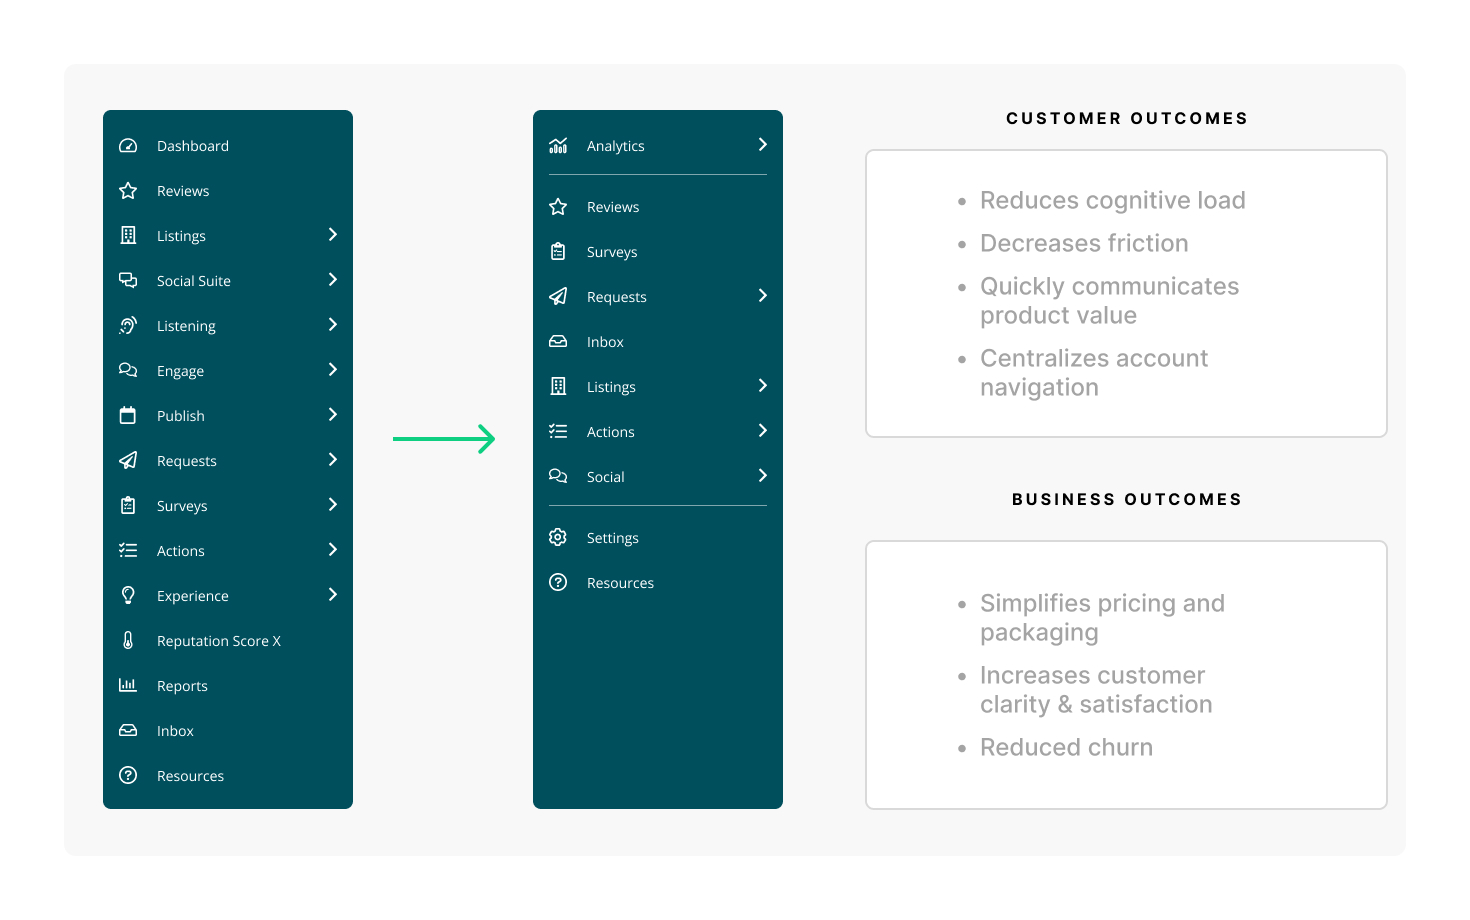 Dashboard
Reviews
Listings
Social Suite
Listening
Engage
Publish
Requests
Surveys
Actions
Experience
Reputation Score X
Reports
Inbox
Resources
Analytics
Reviews
Surveys
Requests
Inbox
Listings
Actions
Social
Settings
Resources
CUSTOMER OUTCOMES
• Reduces cognitive load
• Decreases friction
• Quickly communicates
product value
• Centralizes account
navigation
BUSINESS OUTCOMES
• Simplifies pricing and
packaging
• Increases customer
clarity & satisfaction
• Reduced churn